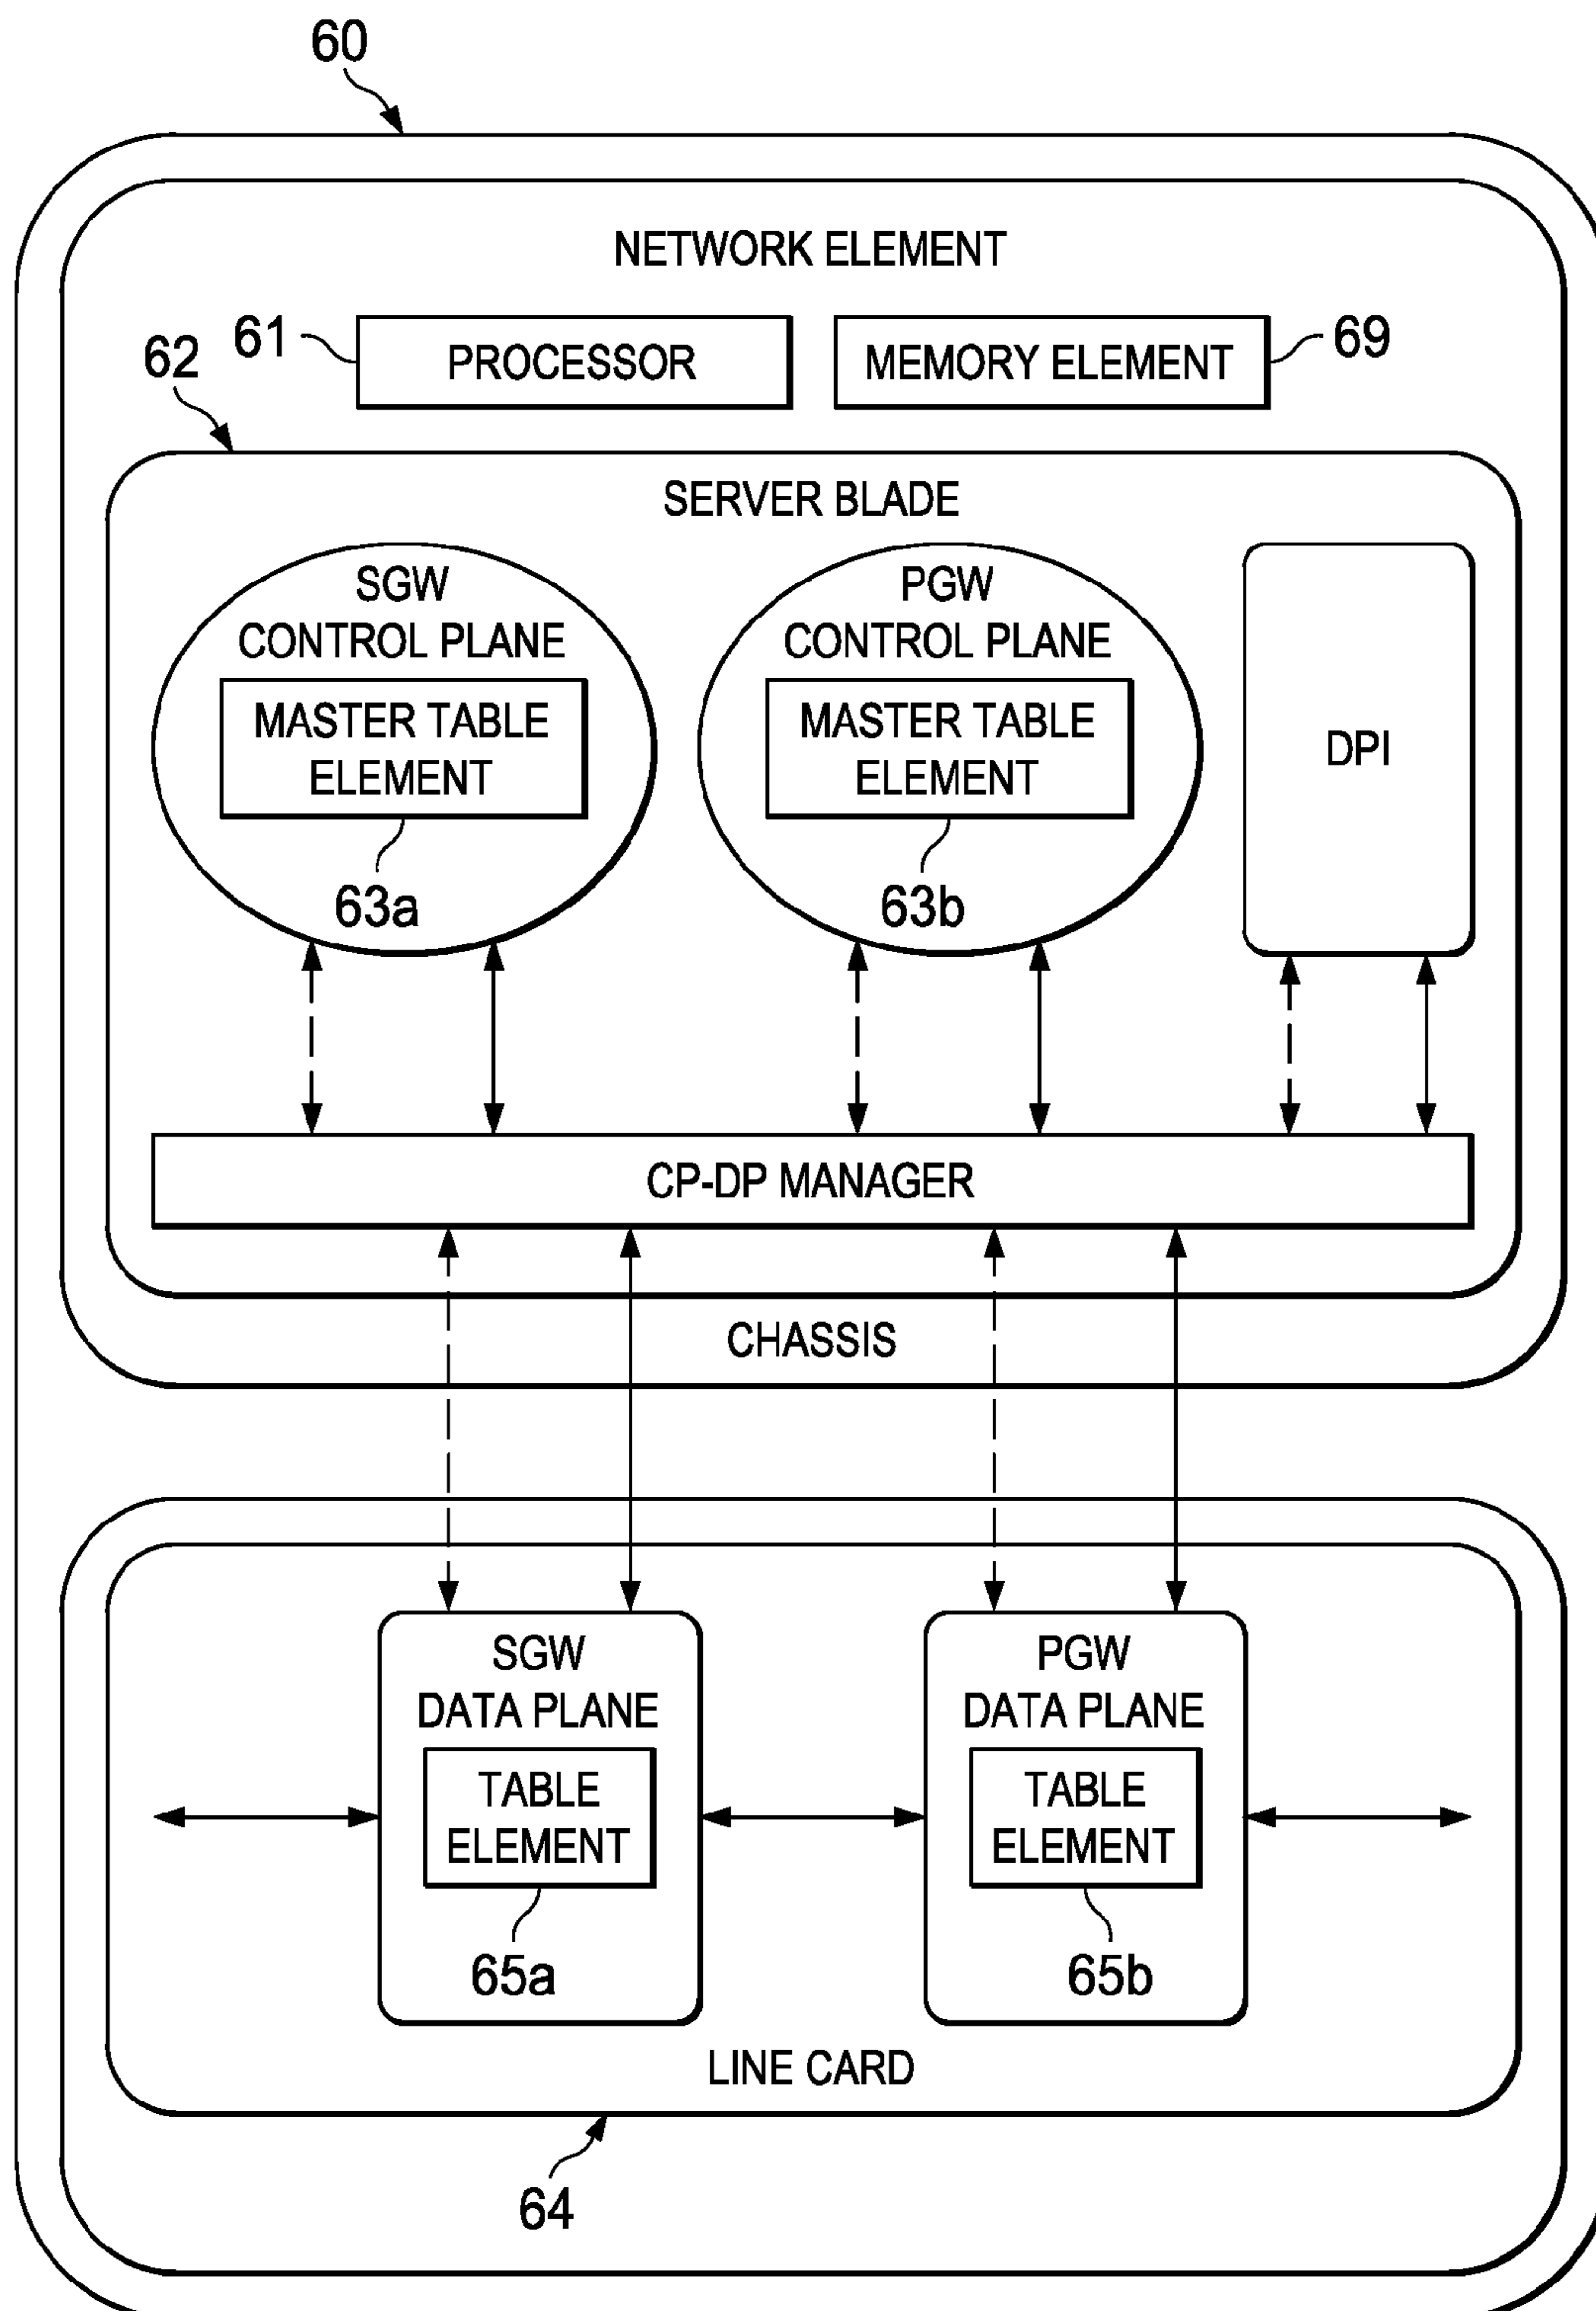 60
NETWORK ELEMENT
61
PROCESSOR
MEMORY ELEMENT
69
62
SERVER BLADE
SGW
CONTROL PLANE
MASTER TABLE
ELEMENT
63a
PGW
CONTROL PLANE
MASTER TABLE
ELEMENT
63b
DPI
CP-DP MANAGER
CHASSIS
SGW
DATA PLANE
TABLE
ELEMENT
65a
PGW
DATA PLANE
TABLE
ELEMENT
65b
LINE CARD
64